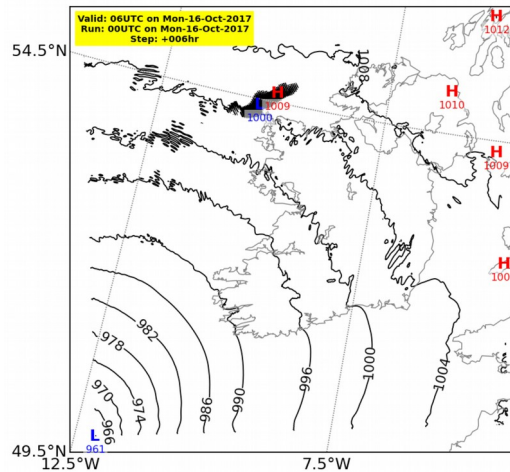 Valid: 06UTC on Mon-16-Oct-2017
Run: 00UTC on Mon-16-Oct-2017
Step: +006hr
H
1012
54.5°N
1008
H
1009
L
1000
H
1010
H
1009
H
100
982
978
970
974
966
986
990
996
1000
1004
L
961
49.5°N
12.5°W
7.5°W